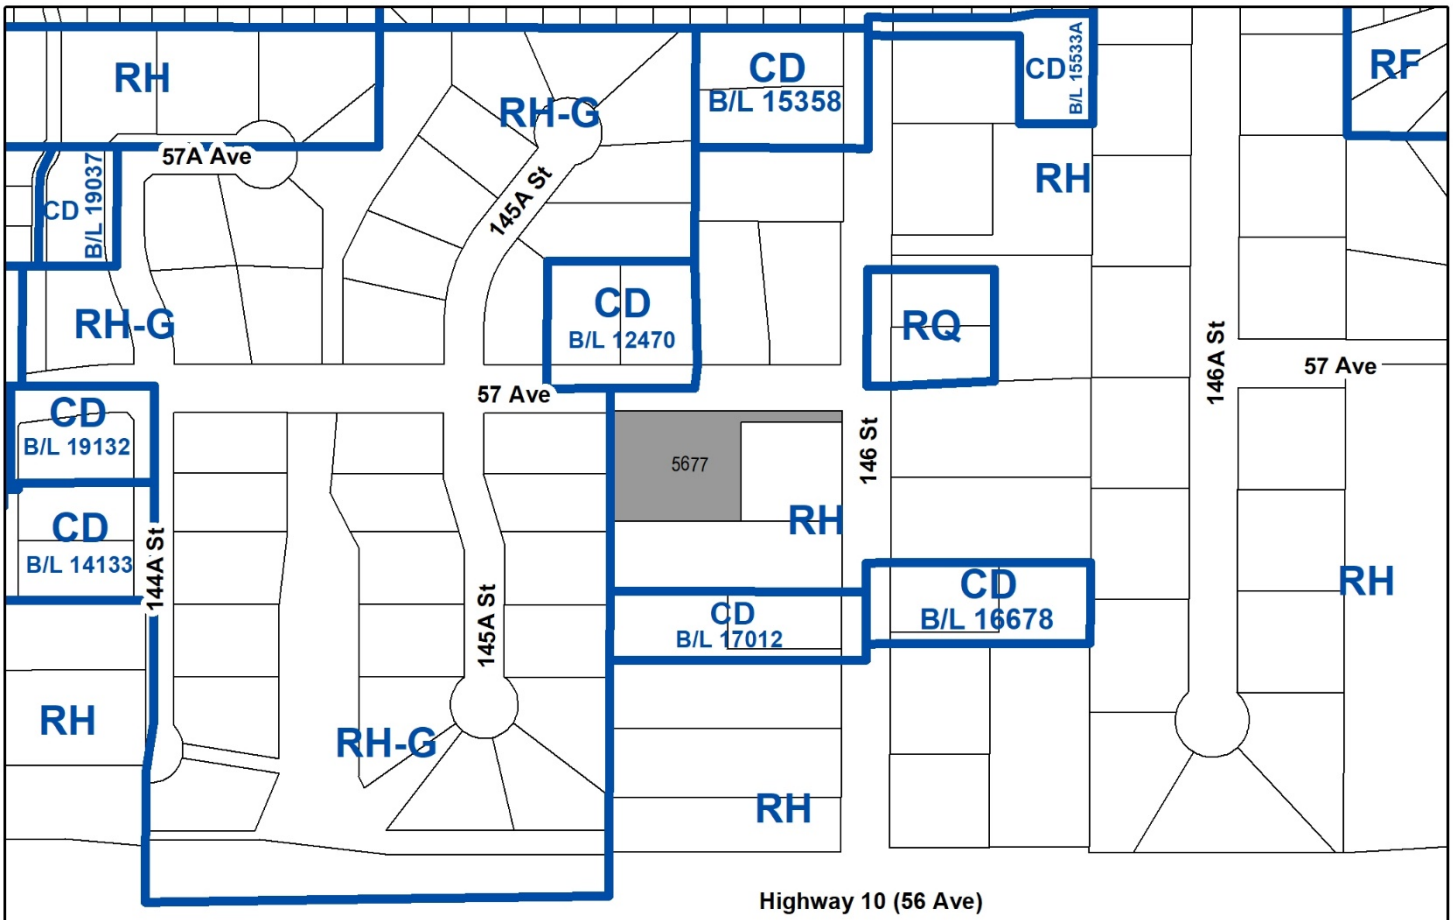 RH
CD
B/L 15358
CD
B/L 15533A
RF
RH-G
57A Ave
145A St
RH
CD
B/L 19037
RH-G
CD
B/L 12470
RQ
146A St
57 Ave
57 Ave
CD
B/L 19132
146 St
5677
RH
CD
B/L 14133
144A St
145A St
CD
B/L 17012
CD
B/L 16678
RH
RH
RH-G
RH
Highway 10 (56 Ave)